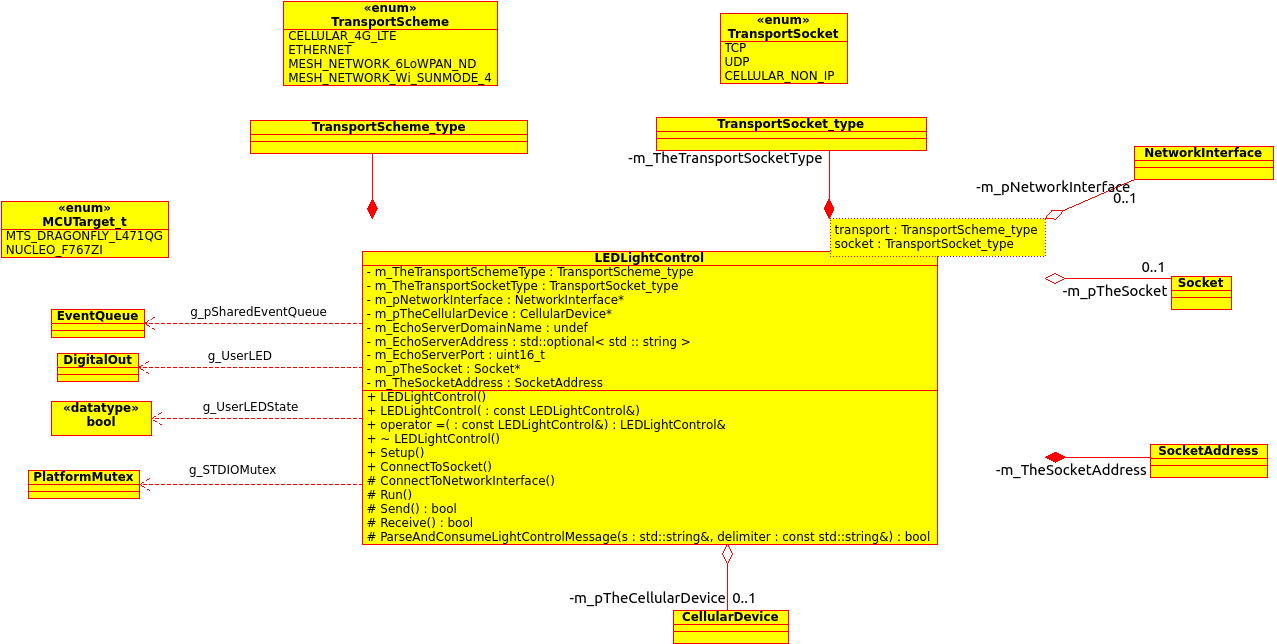 «enum»
TransportScheme
CELLULAR_4G_LTE
ETHERNET
MESH_NETWORK_6LoWPAN_ND
MESH_NETWORK_Wi_SUNMODE_4
«enum»
TransportSocket
TCP
UDP
CELLULAR_NON_IP
TransportScheme_type
TransportSocket_type
-m_TheTransportSocketType
NetworkInterface
-m_pNetworkInterface
0..1
«enum»
MCUTarget_t
MTS_DRAGONFLY_L471QG
NUCLEO_F767ZI
transport : TransportScheme_type
socket : TransportSocket_type
LEDLightControl
- m_TheTransportSchemeType : TransportScheme_type
- m_TheTransportSocketType : TransportSocket_type
- m_pNetworkInterface : NetworkInterface*
- m_pTheCellularDevice : CellularDevice*
- m_EchoServerDomainName : undef
- m_EchoServerAddress : std::optional< std :: string >
- m_EchoServerPort : uint16_t
- m_pTheSocket : Socket*
- m_TheSocketAddress : SocketAddress
+ LEDLightControl()
+ LEDLightControl( : const LEDLightControl&)
+ operator =( : const LEDLightControl&) : LEDLightControl&
+ ~ LEDLightControl()
+ Setup()
+ ConnectToSocket()
# ConnectToNetworkInterface()
# Run()
# Send() : bool
# Receive() : bool
# ParseAndConsumeLightControlMessage(s : std::string&, delimiter : const std::string&) : bool
0..1
Socket
-m_pTheSocket
EventQueue
g_pSharedEventQueue
DigitalOut
g_UserLED
«datatype»
bool
g_UserLEDState
PlatformMutex
g_STDIOMutex
SocketAddress
-m_TheSocketAddress
-m_pTheCellularDevice
0..1
CellularDevice